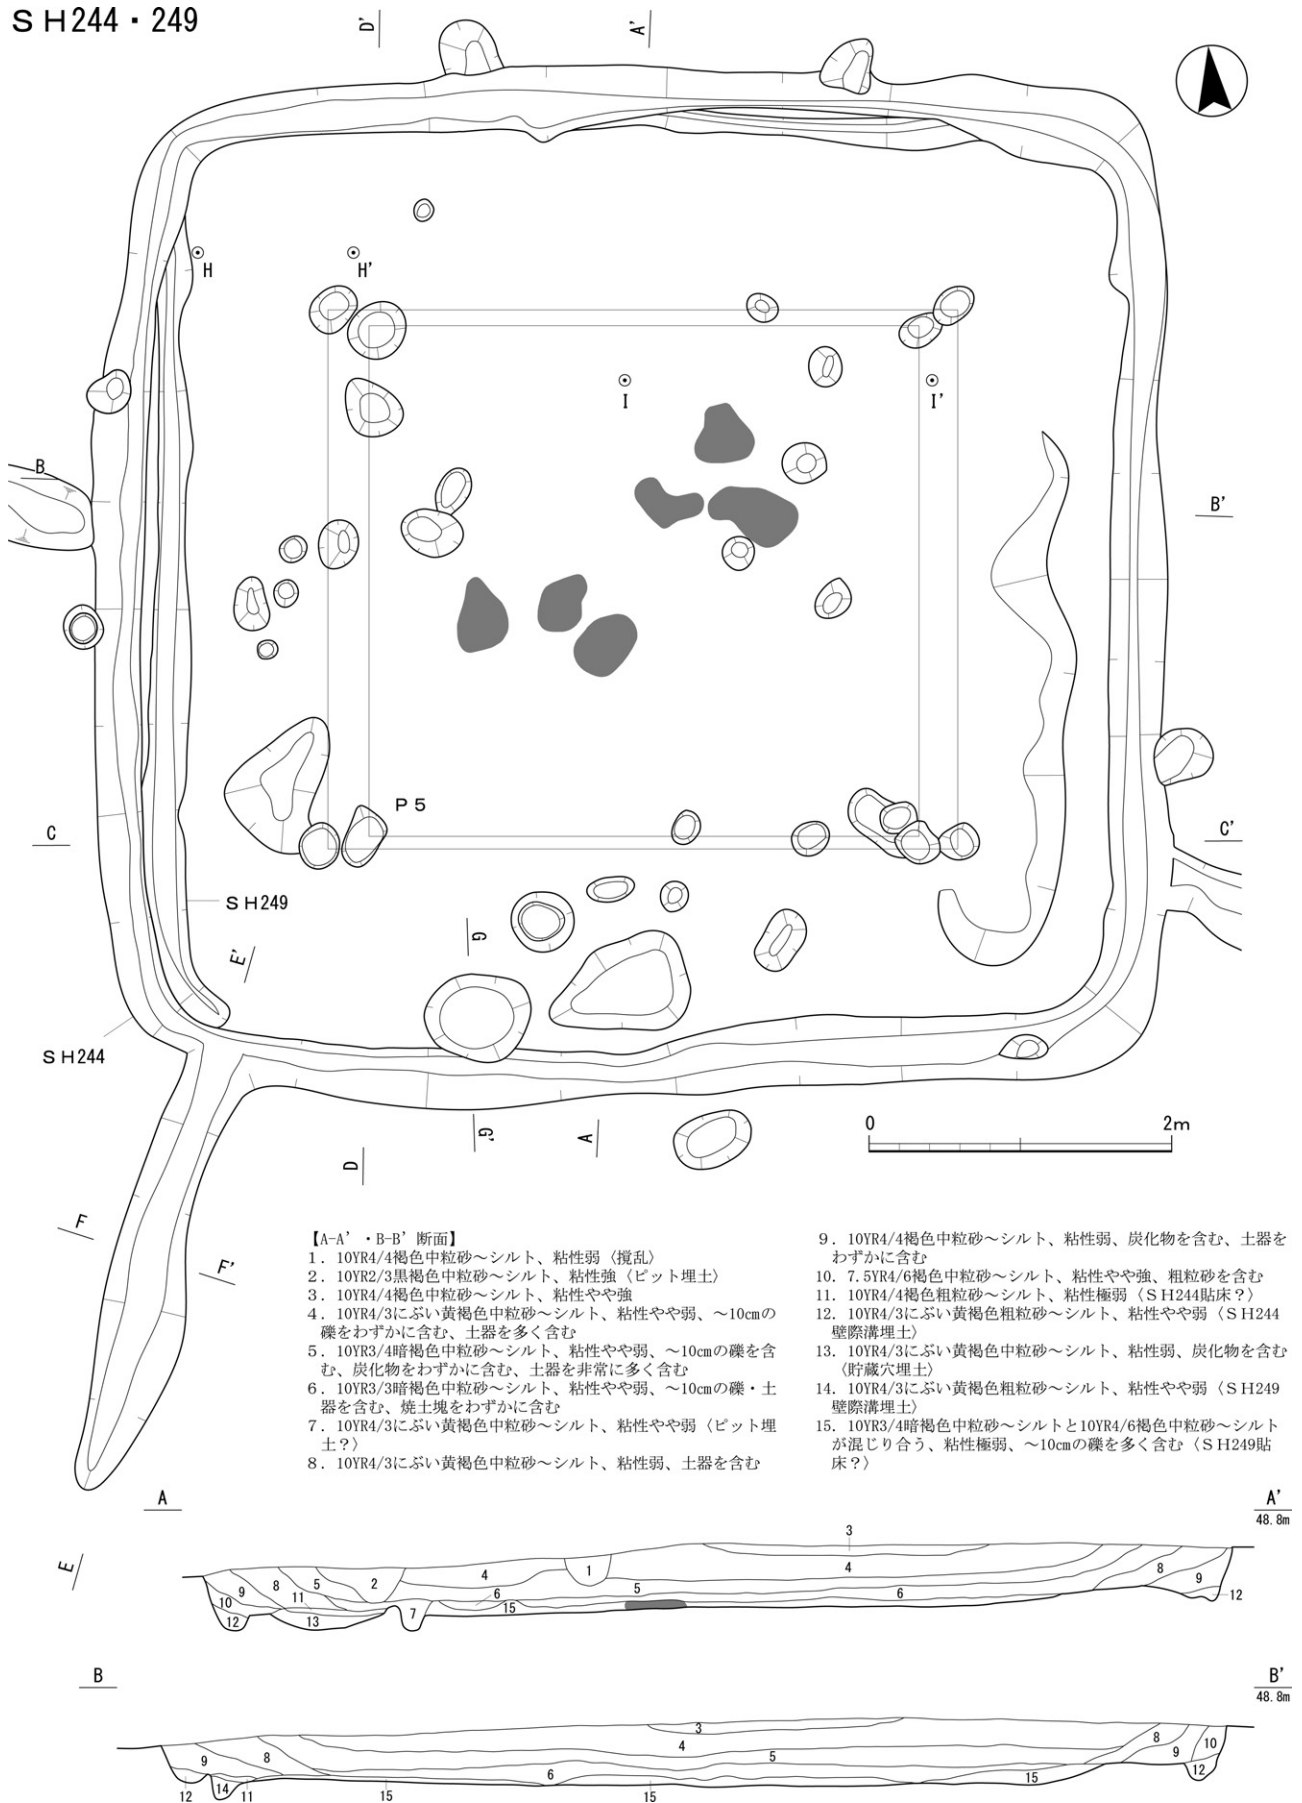 ＳＨ244・249
D'
A'
H
H'
I
I'
B
B'
P 5
C
C'
ＳＨ249
E'
G
ＳＨ244
G'
A
D
0
2m
F
F'
【A-A'・B-B' 断面】
1. 10YR4/4褐色中粒砂～シルト、粘性弱〈撹乱〉
2. 10YR2/3黒褐色中粒砂～シルト、粘性強〈ピット埋土〉
3. 10YR4/4褐色中粒砂～シルト、粘性やや強
4. 10YR4/3にぶい黄褐色中粒砂～シルト、粘性やや弱、～10cmの
礫をわずかに含む、土器を多く含む
5. 10YR3/4暗褐色中粒砂～シルト、粘性やや弱、～10cmの礫を含
む、炭化物をわずかに含む、土器を非常に多く含む
6. 10YR3/3暗褐色中粒砂～シルト、粘性やや弱、～10cmの礫・土
器を含む、焼土塊をわずかに含む
7. 10YR4/3にぶい黄褐色中粒砂～シルト、粘性やや弱〈ピット埋
土？〉
8. 10YR4/3にぶい黄褐色中粒砂～シルト、粘性弱、土器を含む
9. 10YR4/4褐色中粒砂～シルト、粘性弱、炭化物を含む、土器を
わずかに含む
10. 7.5YR4/6褐色中粒砂～シルト、粘性やや強、粗粒砂を含む
11. 10YR4/4褐色粗粒砂～シルト、粘性極弱〈ＳＨ244貼床？〉
12. 10YR4/3にぶい黄褐色粗粒砂～シルト、粘性やや弱〈ＳＨ244
壁際溝埋土〉
13. 10YR4/3にぶい黄褐色中粒砂～シルト、粘性弱、炭化物を含む
〈貯蔵穴埋土〉
14. 10YR4/3にぶい黄褐色粗粒砂～シルト、粘性やや弱〈ＳＨ249
壁際溝埋土〉
15. 10YR3/4暗褐色中粒砂～シルトと10YR4/6褐色中粒砂～シルト
が混じり合う、粘性極弱、～10cmの礫を多く含む〈ＳＨ249貼
床？〉
A
A'
48.8m
E
3
1
4
8
9
10
12
8
11
5
2
13
7
4
6
15
5
6
8
9
12
B
B'
48.8m
3
4
5
9
8
6
8
9
10
12
15
12
14
11
15
15